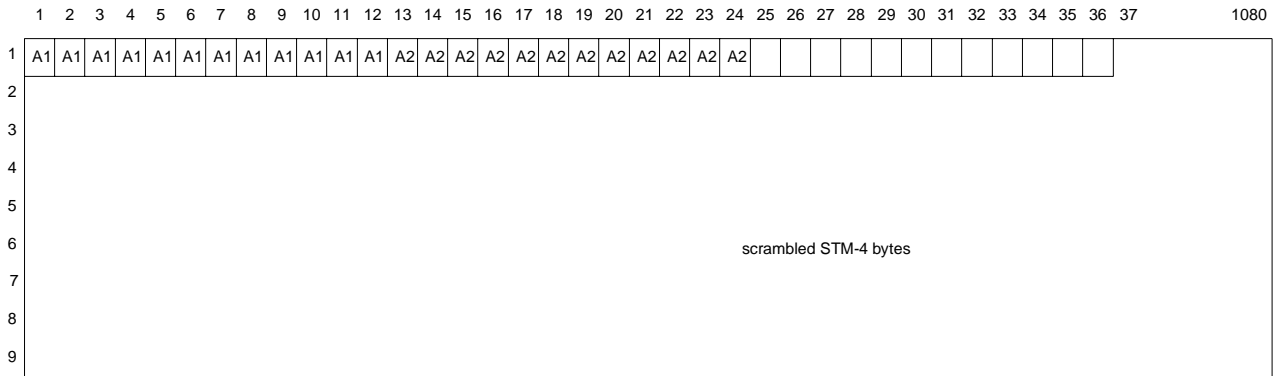 1 2 3 4 5 6 7 8 9 10 11 12 13 14 15 16 17 18 19 20 21 22 23 24 25 26 27 28 29 30 31 32 33 34 35 36 37 1080
1 A1 A1 A1 A1 A1 A1 A1 A1 A1 A1 A1 A1 A2 A2 A2 A2 A2 A2 A2 A2 A2 A2 A2 A2
2
3
4
5
6 scrambled STM-4 bytes
7
8
9